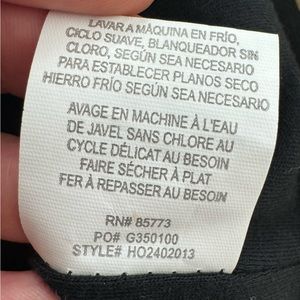 LAVAR A MÁQUINA EN FRÍO,
CICLO SUAVE, BLANQUEADOR SIN
CLORO, SEGÚN SEA NECESARIO
PARA ESTABLECER PLANOS SECO
HIERRO FRÍO SEGÚN SEA NECESARIO
AVAGE EN MACHINE À L'EAU
DE JAVEL SANS CHLORE AU
CYCLE DÉLICAT AU BESOIN
FAIRE SÉCHER À PLAT
FER À REPASSER AU BESOIN
RN# 85773
PO# G350100
STYLE# HO2402013